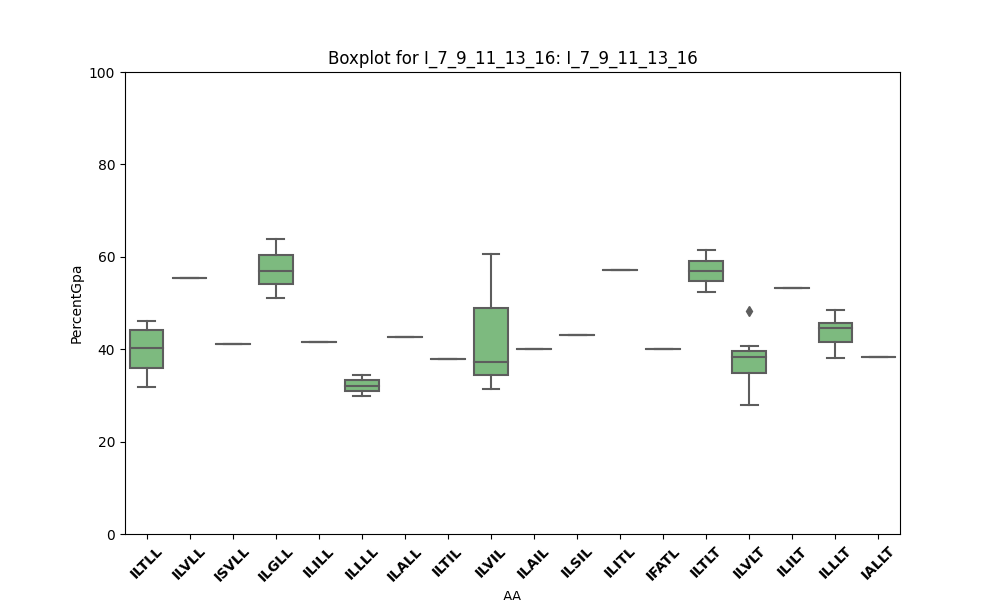 Boxplot for I_7_9_11_13_16: I_7_9_11_13_16
100
80
60
40
20
0
PercentGpa
ILTLL ILVLL ISVLL ILGLL ILILL ILLLL ILALL ILTIL ILVIL ILAIL ILSIL ILITL IFATL ILTLT ILVLT ILILT ILLLT IALLT
AA